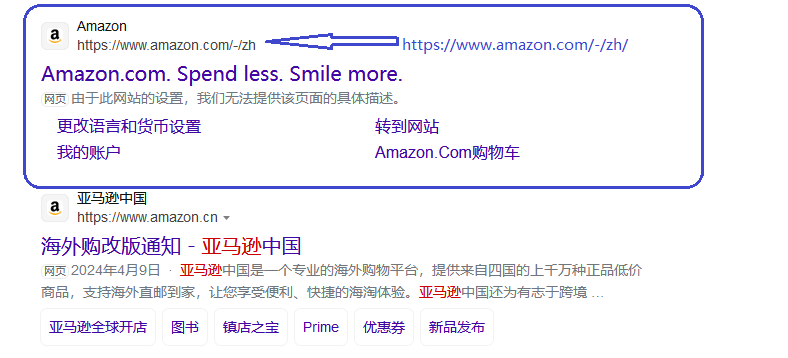 Amazon
https://www.amazon.com/-/zh https://www.amazon.com/-/zh/
Amazon.com. Spend less. Smile more.
网页 由于此网站的设置，我们无法提供该页面的具体描述。
更改语言和货币设置 转到网站
我的账户 Amazon.Com购物车
亚马逊中国
https://www.amazon.cn
海外购改版通知 - 亚马逊中国
网页 2024年4月9日 · 亚马逊中国是一个专业的海外购物平台，提供来自四国的上千万种正品低价
商品，支持海外直邮到家，让您享受便利、快捷的海淘体验。亚马逊中国还为有志于跨境 ...
亚马逊全球开店 图书 镇店之宝 Prime 优惠券 新品发布